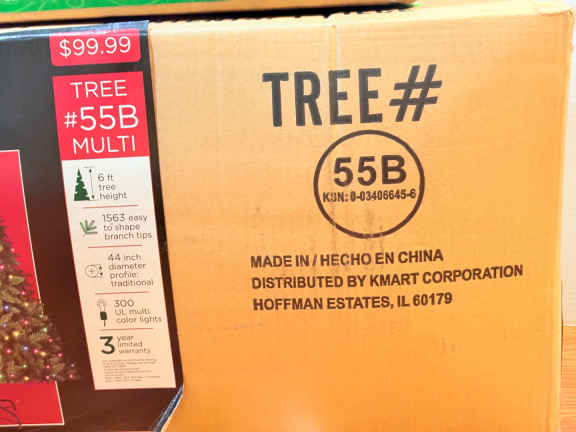 $99.99
TREE
#55B
MULTI
6 ft
tree
height
1563 easy
to shape
branch tips
44 inch
diameter
profile:
traditional
300
UL multi
color lights
3 year
limited
warranty
TREE#
55B
KSN: 0-03406645-6
MADE IN / HECHO EN CHINA
DISTRIBUTED BY KMART CORPORATION
HOFFMAN ESTATES, IL 60179